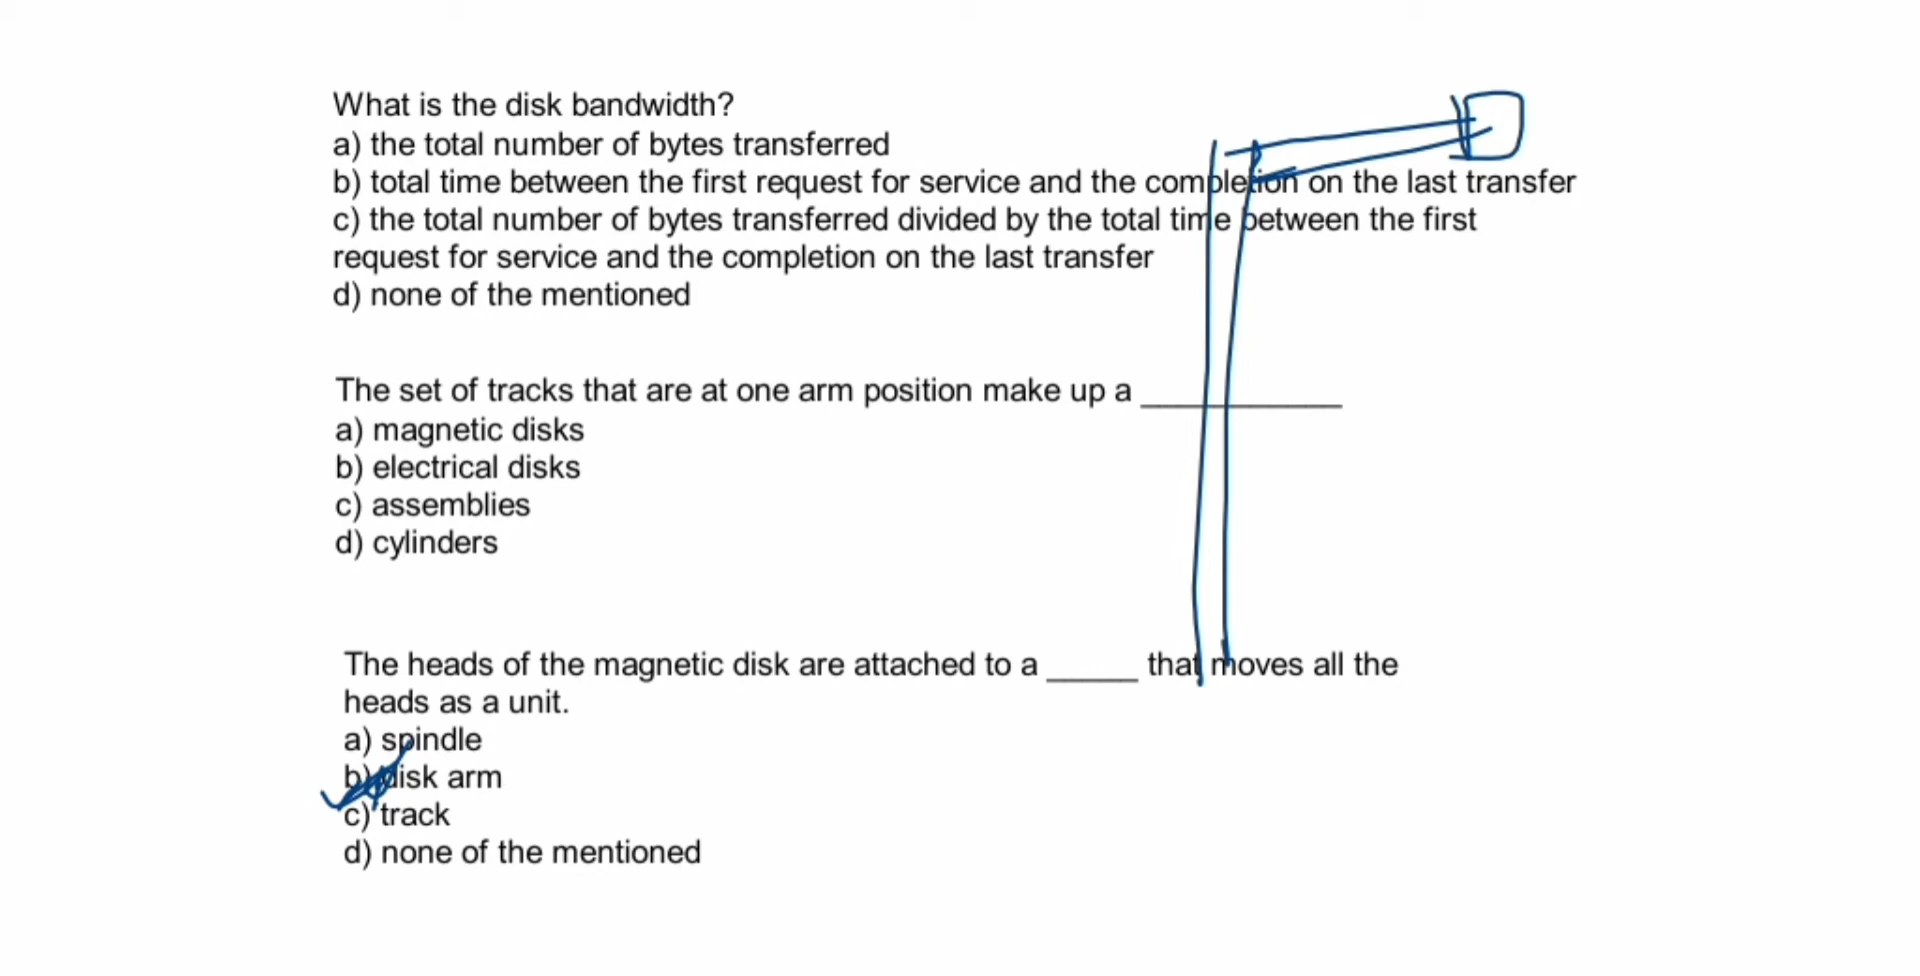 What is the disk bandwidth?
a) the total number of bytes transferred
b) total time between the first request for service and the completion on the last transfer
c) the total number of bytes transferred divided by the total time between the first
request for service and the completion on the last transfer
d) none of the mentioned
The set of tracks that are at one arm position make up a ____________
a) magnetic disks
b) electrical disks
c) assemblies
d) cylinders
The heads of the magnetic disk are attached to a _____ that moves all the
heads as a unit.
a) spindle
b) disk arm
c) track
d) none of the mentioned